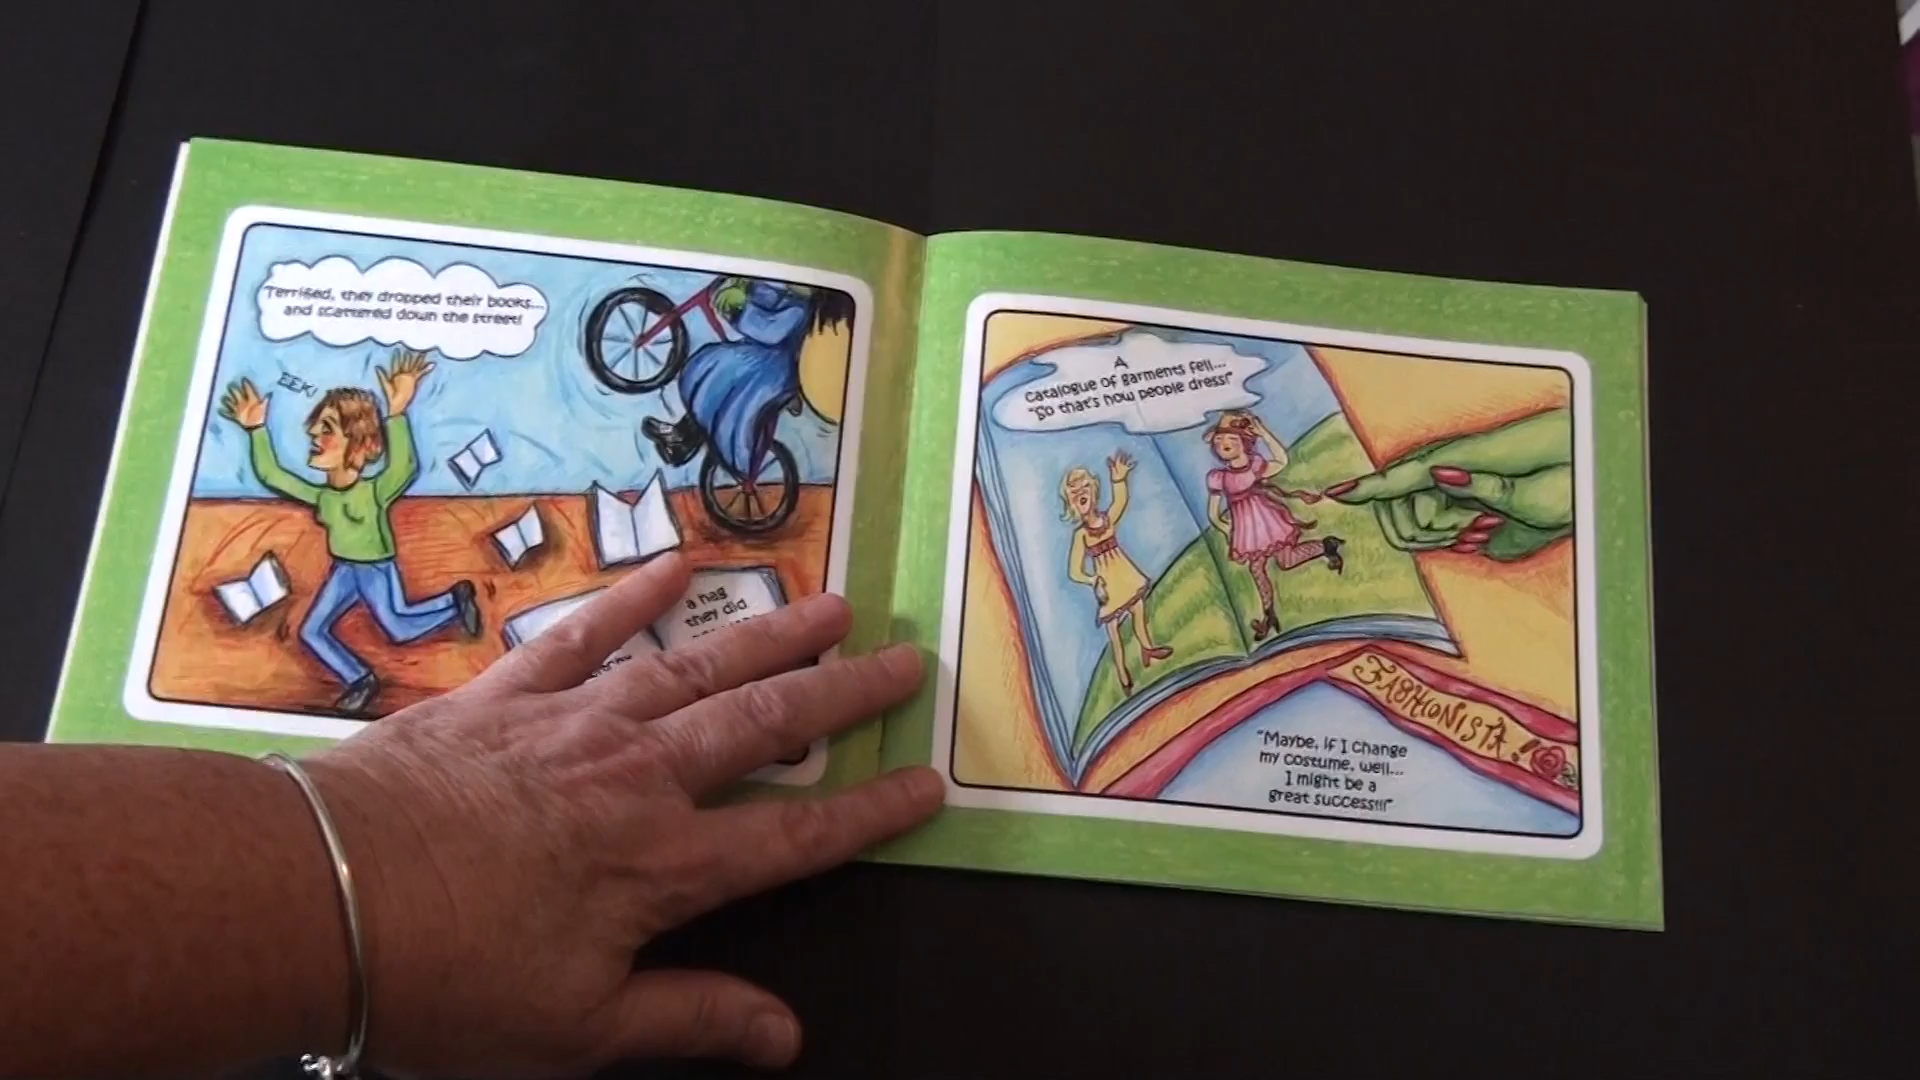 Terrified, they dropped their books...
and scattered down the street!
EEK!
a hag
they did
A
catalogue of garments fell...
"So that's how people dress!"
FASHIONISTA!
"Maybe, if I change
my costume, well...
I might be a
great success!!!"